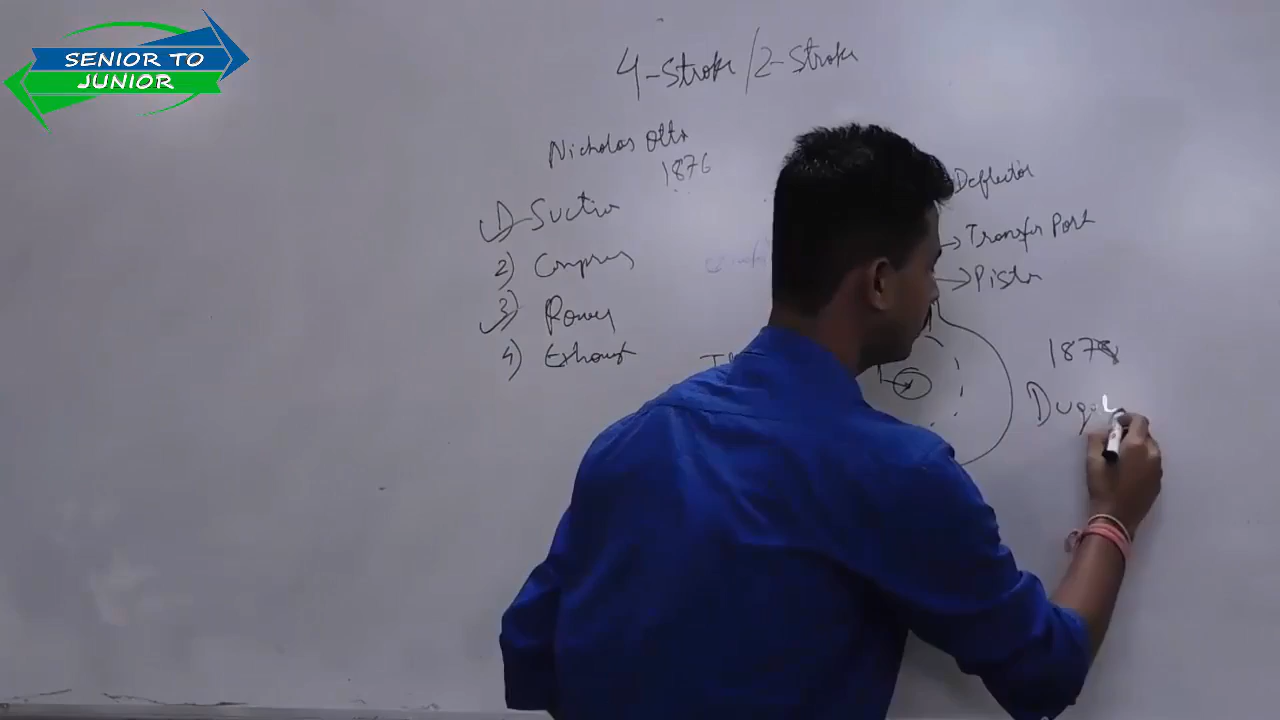 SENIOR TO
JUNIOR
4-Stroke/2-Stroke
Nicholas Otto
1876
1) Suction
2) Compress
3) Power
4) Exhaust
Deflector
→ Transfer Port
→ Piston
1878
Dugal